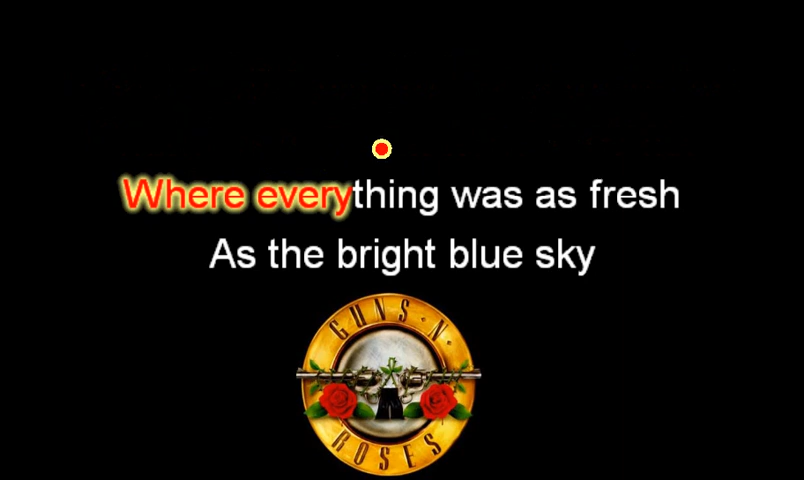 Where everything was as fresh
As the bright blue sky
GUNS · N ·
ROSES